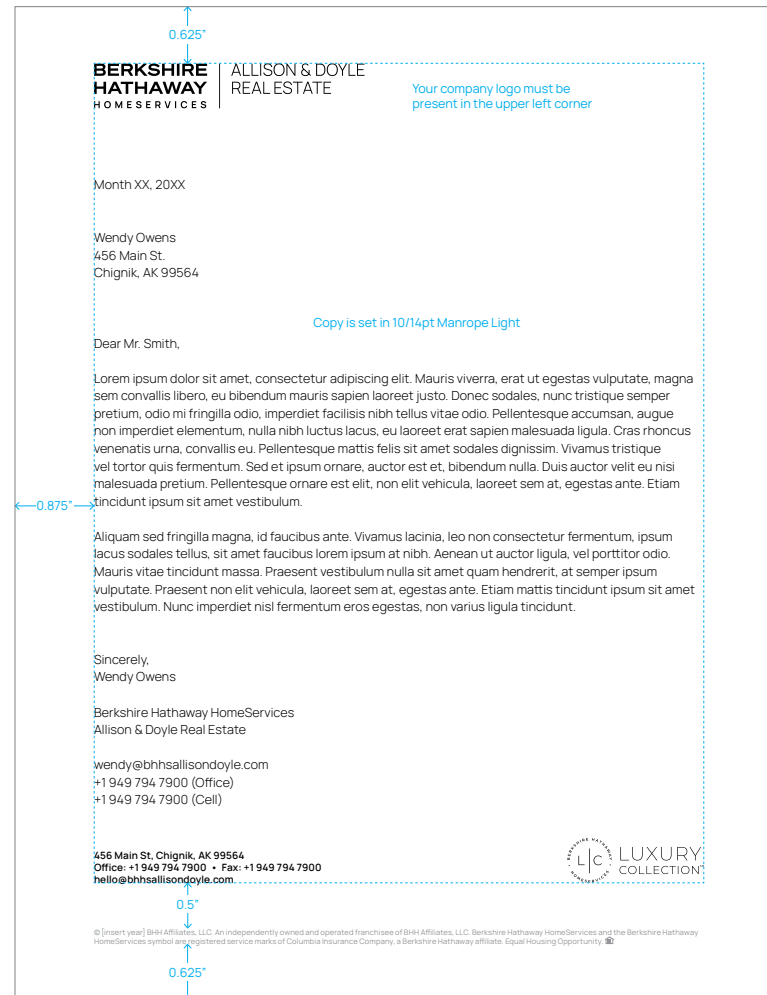 0.625”
BERKSHIRE
HATHAWAY
HOMESERVICES
ALLISON & DOYLE
REAL ESTATE
Your company logo must be
present in the upper left corner
Month XX, 20XX
Wendy Owens
456 Main St.
Chignik, AK 99564
Copy is set in 10/14pt Manrope Light
Dear Mr. Smith,
Lorem ipsum dolor sit amet, consectetur adipiscing elit. Mauris viverra, erat ut egestas vulputate, magna
sem convallis libero, eu bibendum mauris sapien laoreet justo. Donec sodales, nunc tristique semper
pretium, odio mi fringilla odio, imperdiet facilisis nibh tellus vitae odio. Pellentesque accumsan, augue
non imperdiet elementum, nulla nibh luctus lacus, eu laoreet erat sapien malesuada ligula. Cras rhoncus
venenatis urna, convallis eu. Pellentesque mattis felis sit amet sodales dignissim. Vivamus tristique
vel tortor quis fermentum. Sed et ipsum ornare, auctor est et, bibendum nulla. Duis auctor velit eu nisi
malesuada pretium. Pellentesque ornare est elit, non elit vehicula, laoreet sem at, egestas ante. Etiam
0.875”
tincidunt ipsum sit amet vestibulum.
Aliquam sed fringilla magna, id faucibus ante. Vivamus lacinia, leo non consectetur fermentum, ipsum
lacus sodales tellus, sit amet faucibus lorem ipsum at nibh. Aenean ut auctor ligula, vel porttitor odio.
Mauris vitae tincidunt massa. Praesent vestibulum nulla sit amet quam hendrerit, at semper ipsum
vulputate. Praesent non elit vehicula, laoreet sem at, egestas ante. Etiam mattis tincidunt ipsum sit amet
vestibulum. Nunc imperdiet nisl fermentum eros egestas, non varius ligula tincidunt.
Sincerely,
Wendy Owens
Berkshire Hathaway HomeServices
Allison & Doyle Real Estate
wendy@bhhsallisondoyle.com
+1 949 794 7900 (Office)
+1 949 794 7900 (Cell)
456 Main St, Chignik, AK 99564
Office: +1 949 794 7900 • Fax: +1 949 794 7900
hello@bhhsallisondoyle.com
BERKSHIRE HATHAWAY
L|C
HOMESERVICES
LUXURY
COLLECTION™
0.5”
© [insert year] BHH Affiliates, LLC. An independently owned and operated franchisee of BHH Affiliates, LLC. Berkshire Hathaway HomeServices and the Berkshire Hathaway
HomeServices symbol are registered service marks of Columbia Insurance Company, a Berkshire Hathaway affiliate. Equal Housing Opportunity.
0.625”